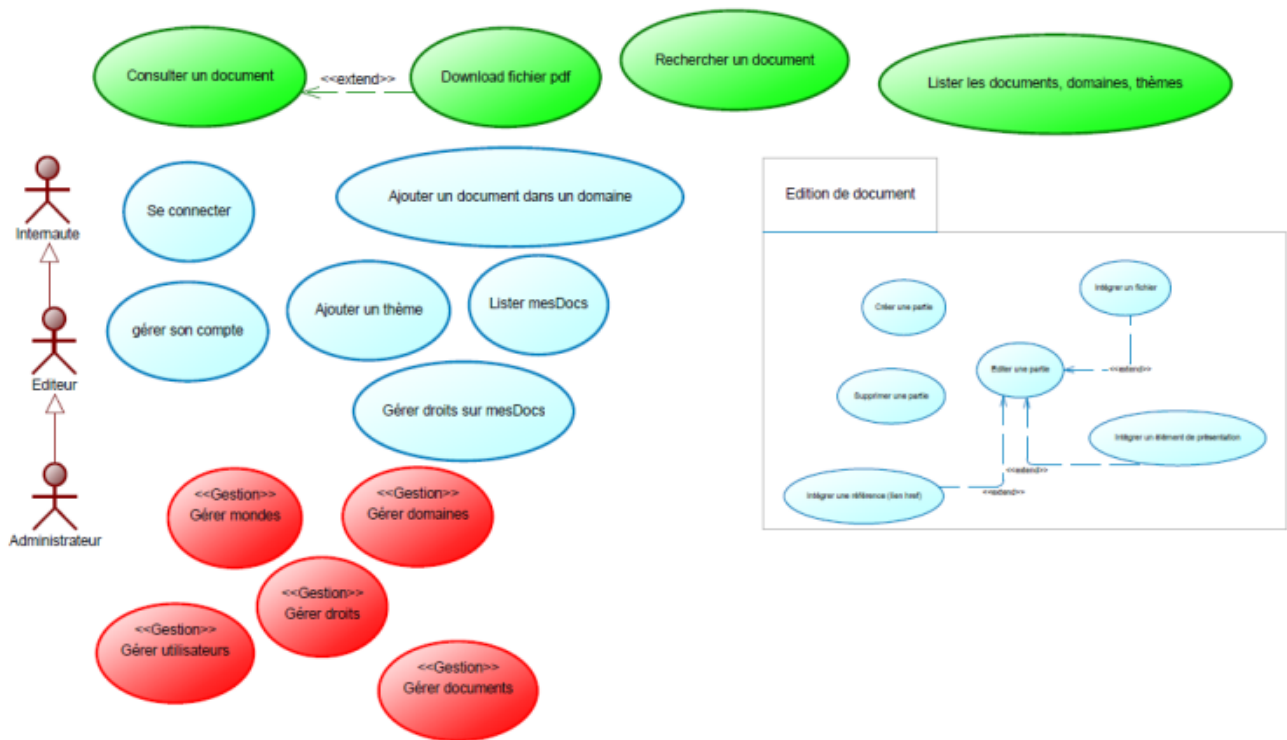 Consulter un document
<<extend>>
Download fichier pdf
Rechercher un document
Lister les documents, domaines, thèmes
Internaute
Se connecter
Ajouter un document dans un domaine
Edition de document
gérer son compte
Ajouter un thème
Lister mesDocs
Editeur
Gérer droits sur mesDocs
Créer une partie
Intégrer un fichier
Editer une partie
<<extend>>
Supprimer une partie
Intégrer un élément de présentation
<<extend>>
Intégrer une référence (lien href)
<<extend>>
Administrateur
<<Gestion>>
Gérer mondes
<<Gestion>>
Gérer domaines
<<Gestion>>
Gérer droits
<<Gestion>>
Gérer utilisateurs
<<Gestion>>
Gérer documents